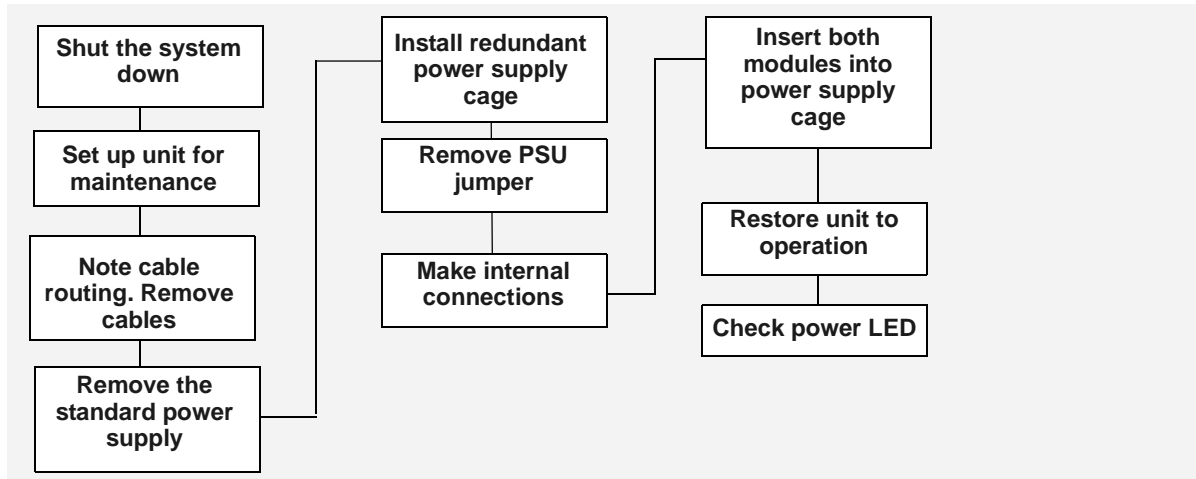 Shut the system
down
Set up unit for
maintenance
Note cable
routing. Remove
cables
Remove the
standard power
supply
Install redundant
power supply
cage
Remove PSU
jumper
Make internal
connections
Insert both
modules into
power supply
cage
Restore unit to
operation
Check power LED